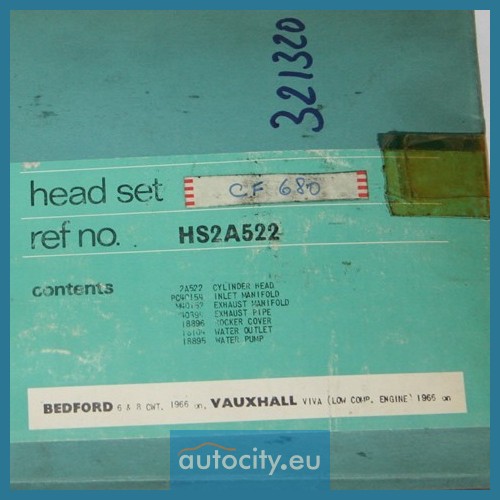 321320
head set CF 680
ref no. HS2A522
contents
2A522 CYLINDER HEAD
INLET MANIFOLD
EXHAUST MANIFOLD
EXHAUST PIPE
18896 ROCKER COVER
WATER OUTLET
18895 WATER PUMP
BEDFORD 6 & 8 CWT. 1966 on, VAUXHALL VIVA (LOW COMP. ENGINE) 1966 on
autocity.eu